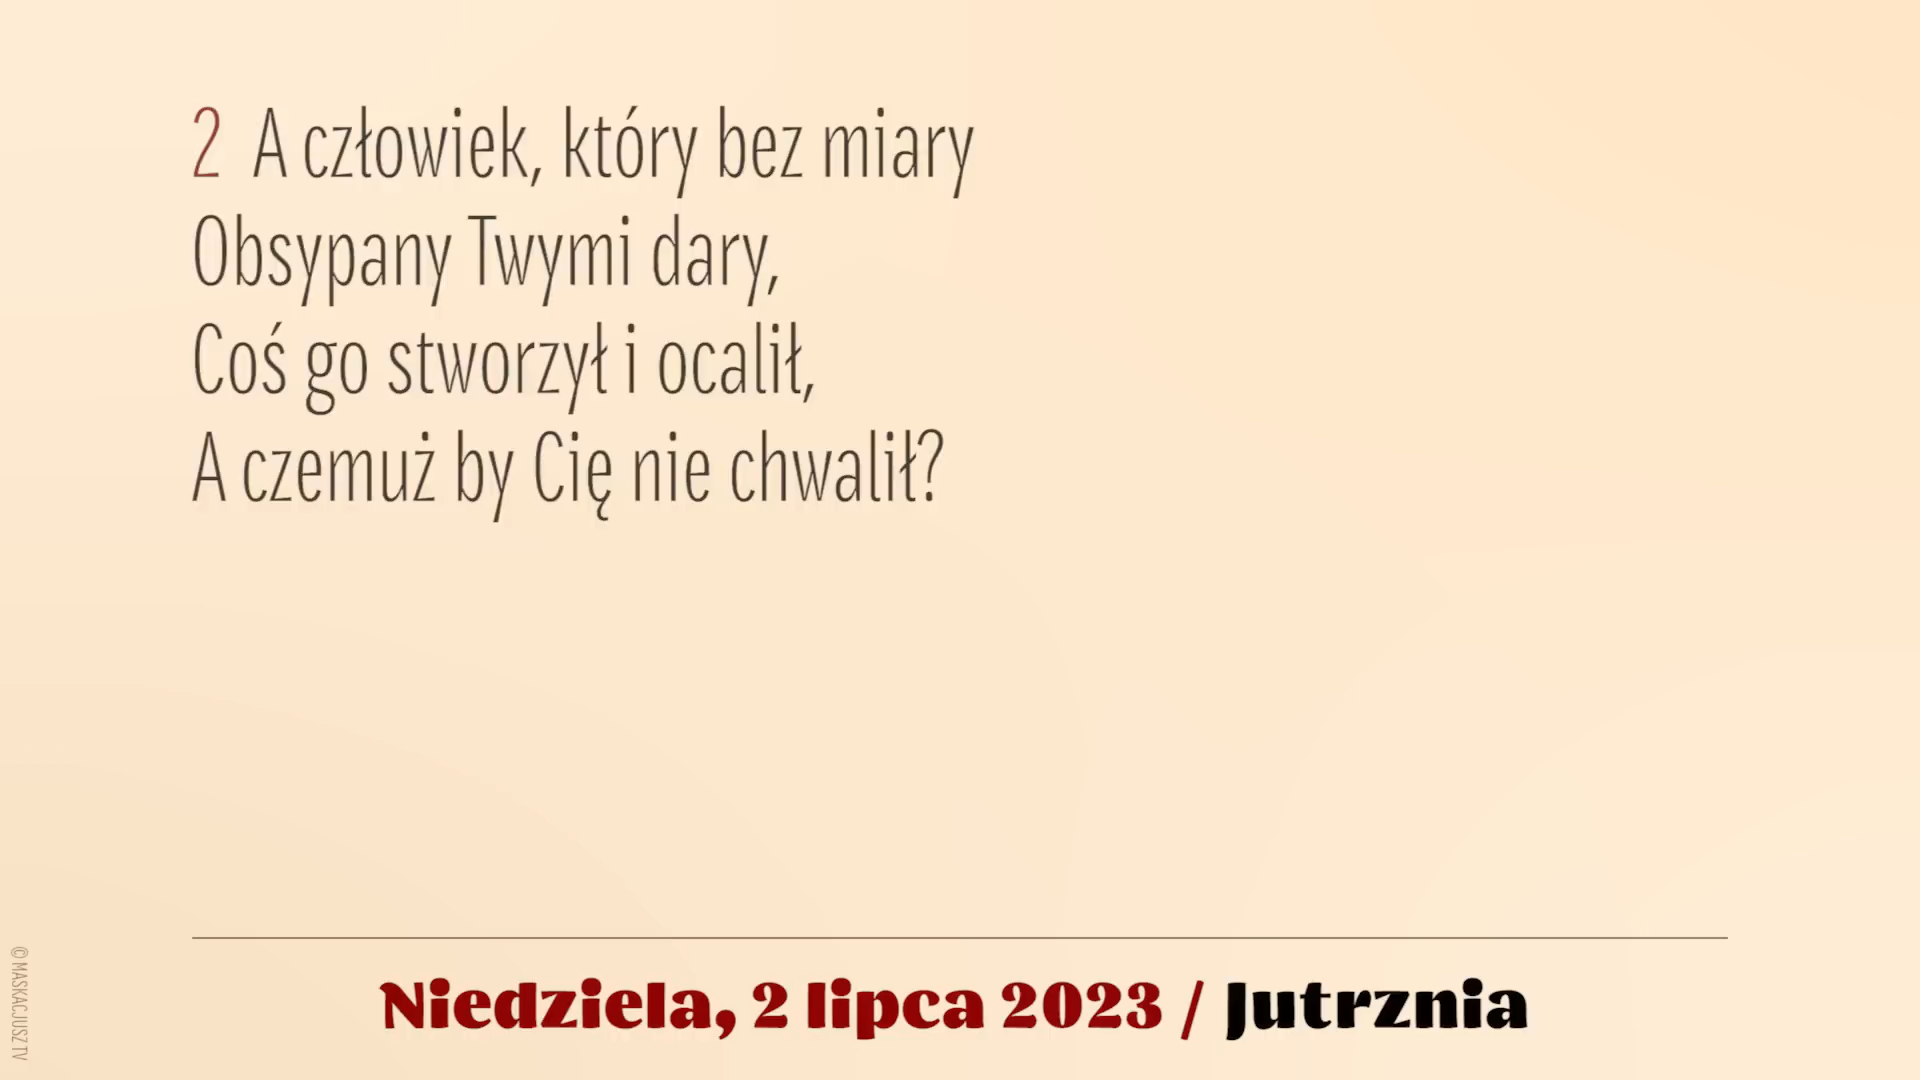 2 A człowiek, który bez miary
Obsypany Twymi dary,
Coś go stworzył i ocalił,
A czemuż by Cię nie chwalił?
Niedziela, 2 lipca 2023 / Jutrznia
© MASKACJUSZ TV